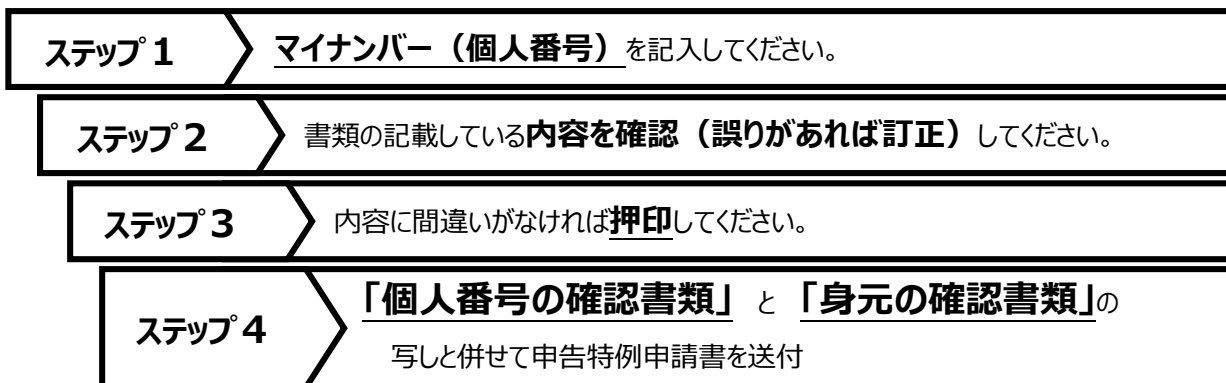 ステップ1 マイナンバー（個人番号）を記入してください。
ステップ2 書類の記載している内容を確認（誤りがあれば訂正）してください。
ステップ3 内容に間違いがなければ押印してください。
ステップ4 「個人番号の確認書類」と「身元の確認書類」の
写しと併せて申告特例申請書を送付